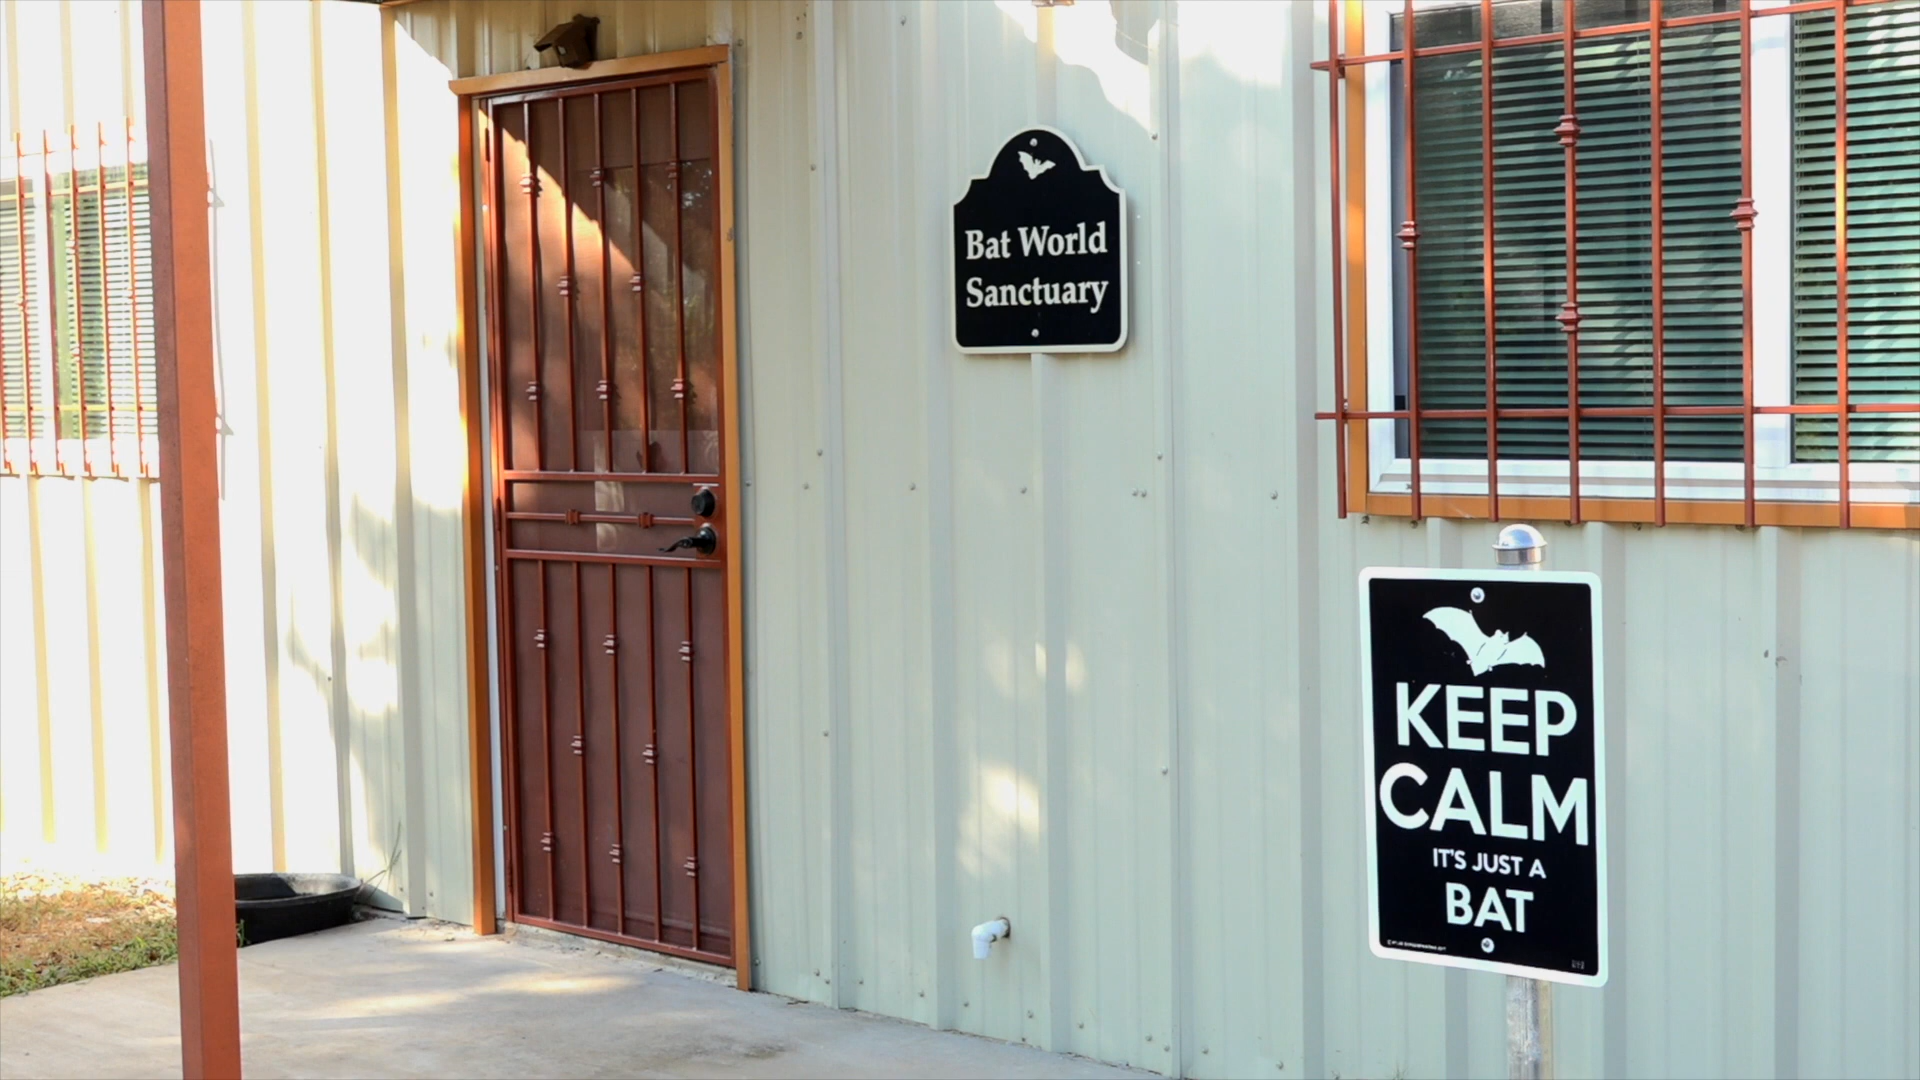 Bat World
Sanctuary
KEEP
CALM
IT'S JUST A
BAT